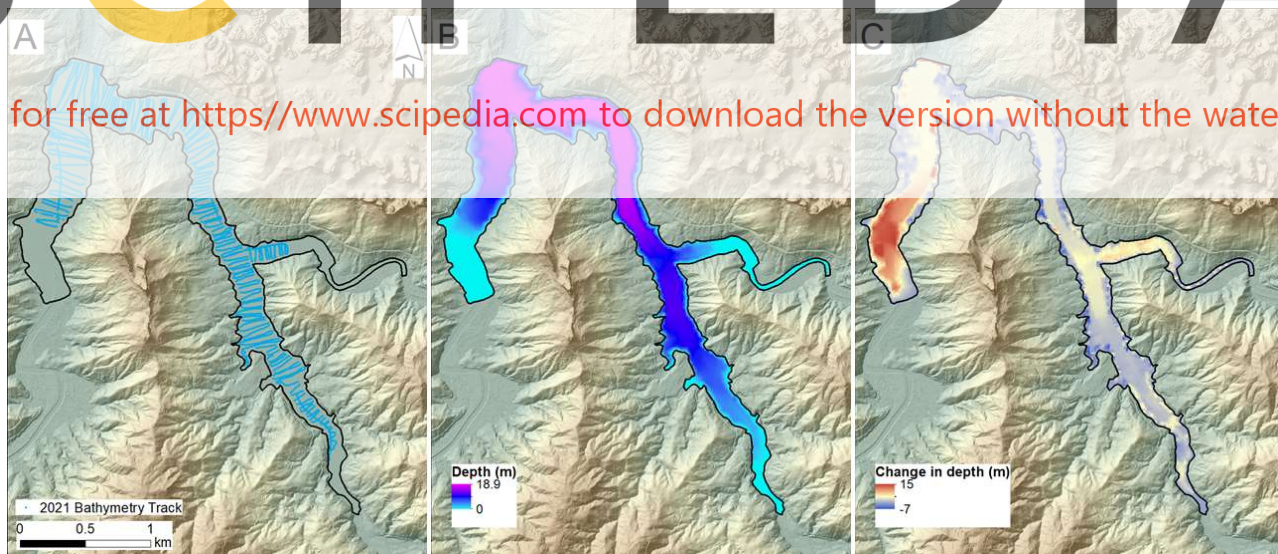 A
N
B
C
for free at https//www.scipedia.com to download the version without the wate
2021 Bathymetry Track
0 0.5 1
km
Depth (m)
18.9
0
Change in depth (m)
15
-7